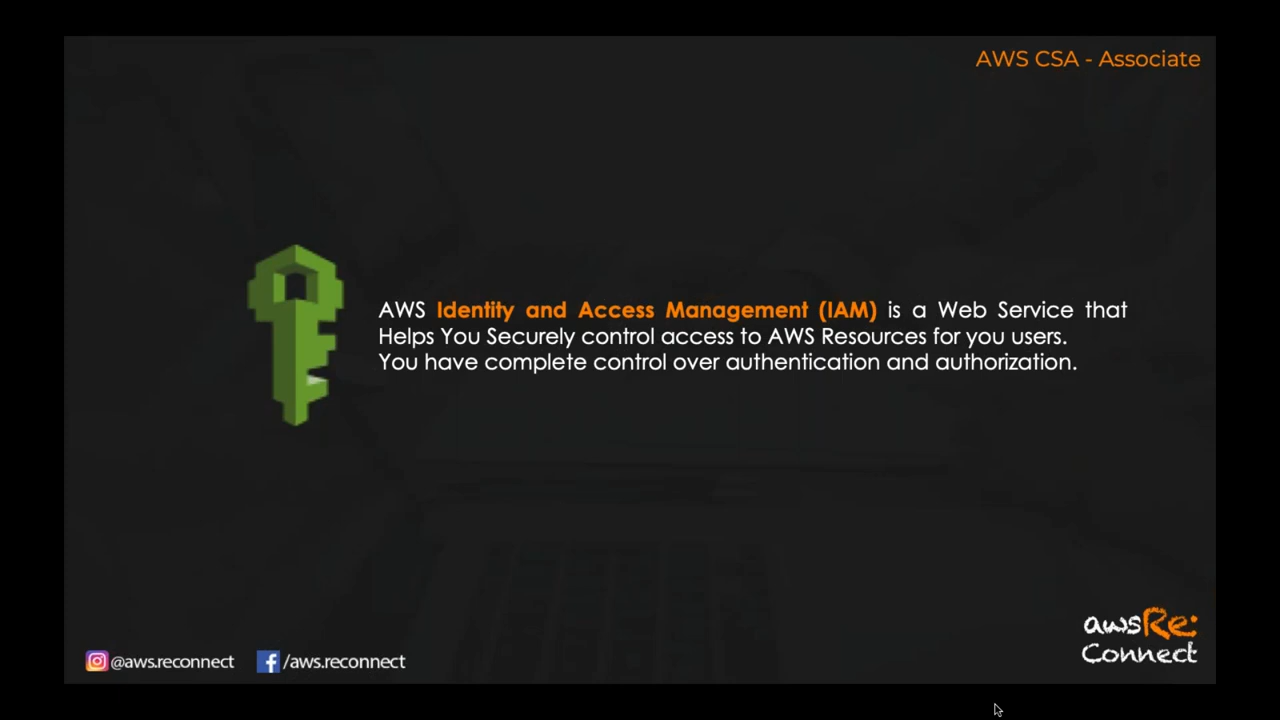 AWS CSA - Associate
AWS Identity and Access Management (IAM) is a Web Service that
Helps You Securely control access to AWS Resources for you users.
You have complete control over authentication and authorization.
@aws.reconnect
/aws.reconnect
awsRe:
Connect